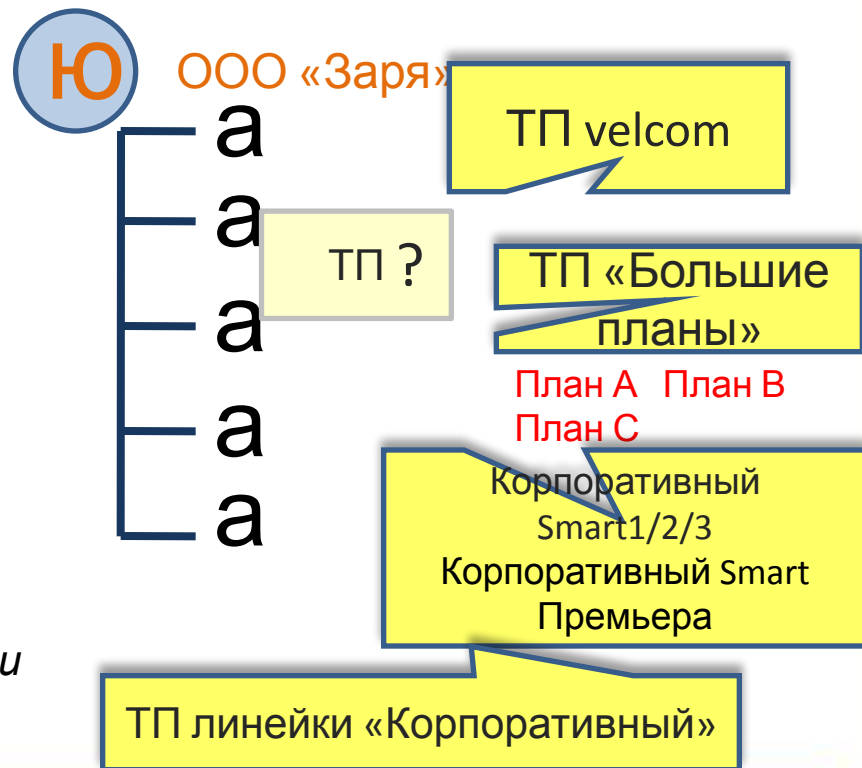 Ю
ООО «Заря»
а
ТП velcom
а
ТП ?
ТП «Большие
планы»
а
План А План В
План С
а
Корпоративный
Smart1/2/3
Корпоративный Smart
Премьера
а
и
ТП линейки «Корпоративный»